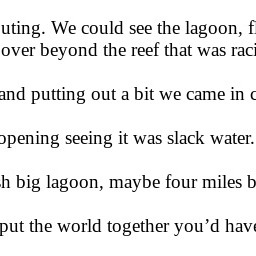 uting. We could see the lagoon, f
over beyond the reef that was raci
and putting out a bit we came in c
opening seeing it was slack water.
sh big lagoon, maybe four miles b
put the world together you’d have